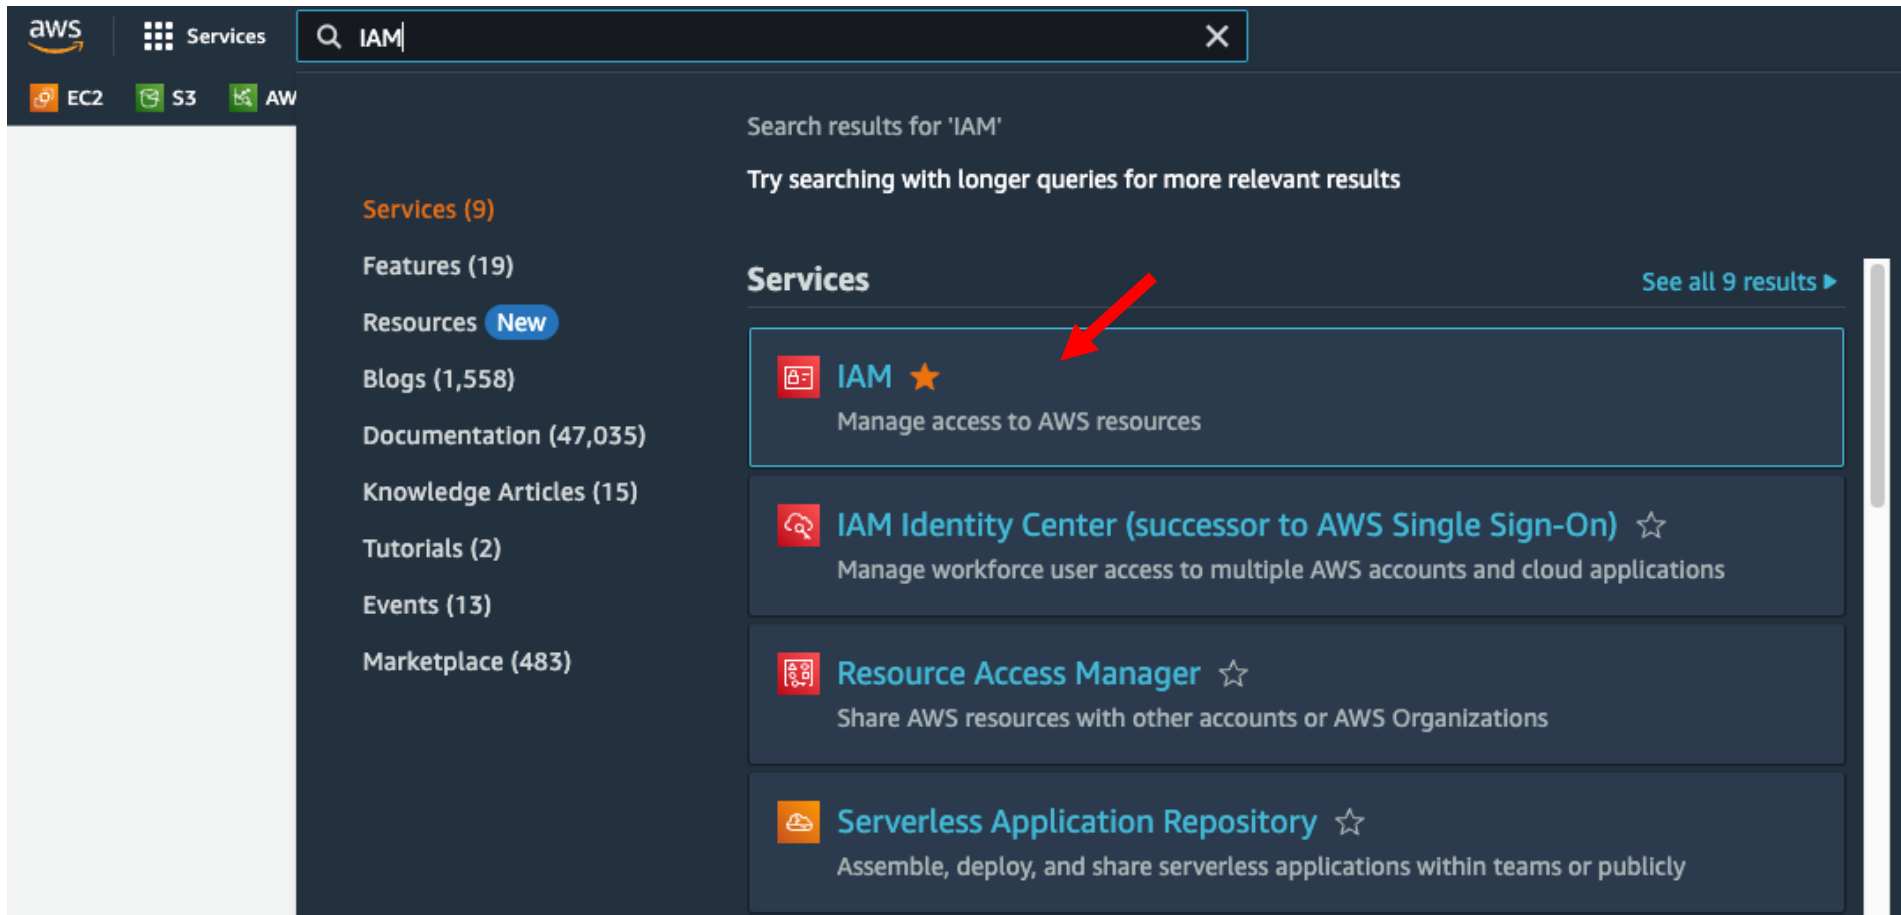 aws
Services
IAM
EC2
S3
AW
Search results for 'IAM'
Try searching with longer queries for more relevant results
Services (9)
Features (19)
Resources New
Blogs (1,558)
Documentation (47,035)
Knowledge Articles (15)
Tutorials (2)
Events (13)
Marketplace (483)
Services
See all 9 results
IAM
Manage access to AWS resources
IAM Identity Center (successor to AWS Single Sign-On)
Manage workforce user access to multiple AWS accounts and cloud applications
Resource Access Manager
Share AWS resources with other accounts or AWS Organizations
Serverless Application Repository
Assemble, deploy, and share serverless applications within teams or publicly